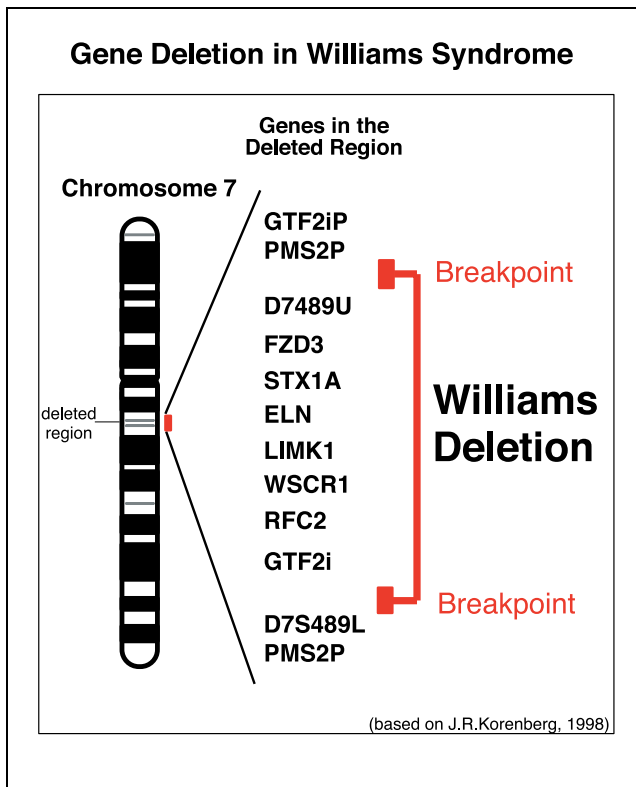 Gene Deletion in Williams Syndrome
Genes in the
Deleted Region
Chromosome 7
GTF2iP
PMS2P
Breakpoint
D7489U
FZD3
STX1A
Williams
Deletion
deleted
region
ELN
LIMK1
WSCR1
RFC2
GTF2i
Breakpoint
D7S489L
PMS2P
(based on J.R.Korenberg, 1998)